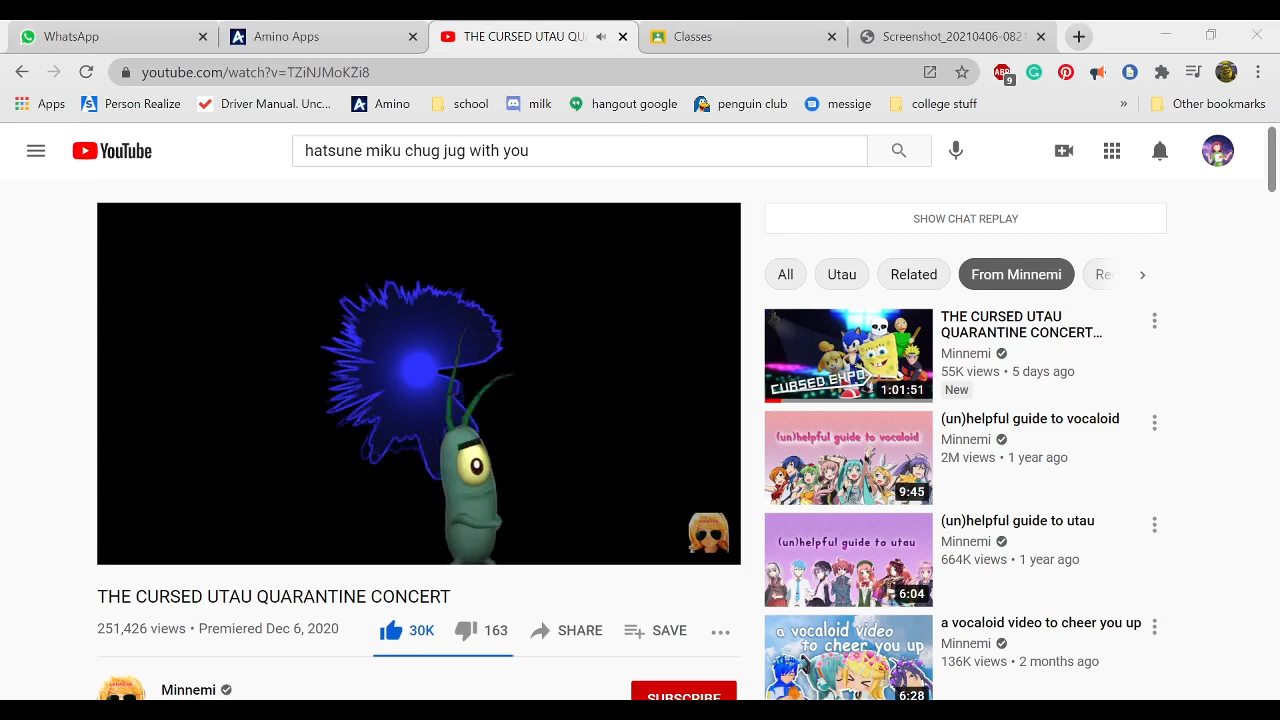 WhatsApp
Amino Apps
THE CURSED UTAU QU
Classes
Screenshot_20210406-0821
youtube.com/watch?v=T7iNJMoKZi8
ABP
9
Apps
Person Realize
Driver Manual. Unc...
Amino
school
milk
hangout google
guin club
messige
college stuff
»
Other bookmarks
YouTube
hatsune miku chug jug with you
SHOW CHAT REPLAY
All
Utau
Related
From Minnemi
Re
THE CURSED UTAU
QUARANTINE CONCERT...
Minnemi
55K views • 5 days ago
New
CURSED EXPO
1:01:51
(un)helpful guide to vocaloid
Minnemi
2M views • 1 year ago
(un)helpful guide to vocaloid
9:45
(un)helpful guide to utau
Minnemi
664K views • 1 year ago
(un)helpful guide to utau
6:04
a vocaloid video to cheer you up
Minnemi
136K views • 2 months ago
a vocaloid video
to cheer you up
6:28
THE CURSED UTAU QUARANTINE CONCERT
251,426 views • Premiered Dec 6, 2020
30K
163
SHARE
SAVE
Minnemi
SUBSCRIBE